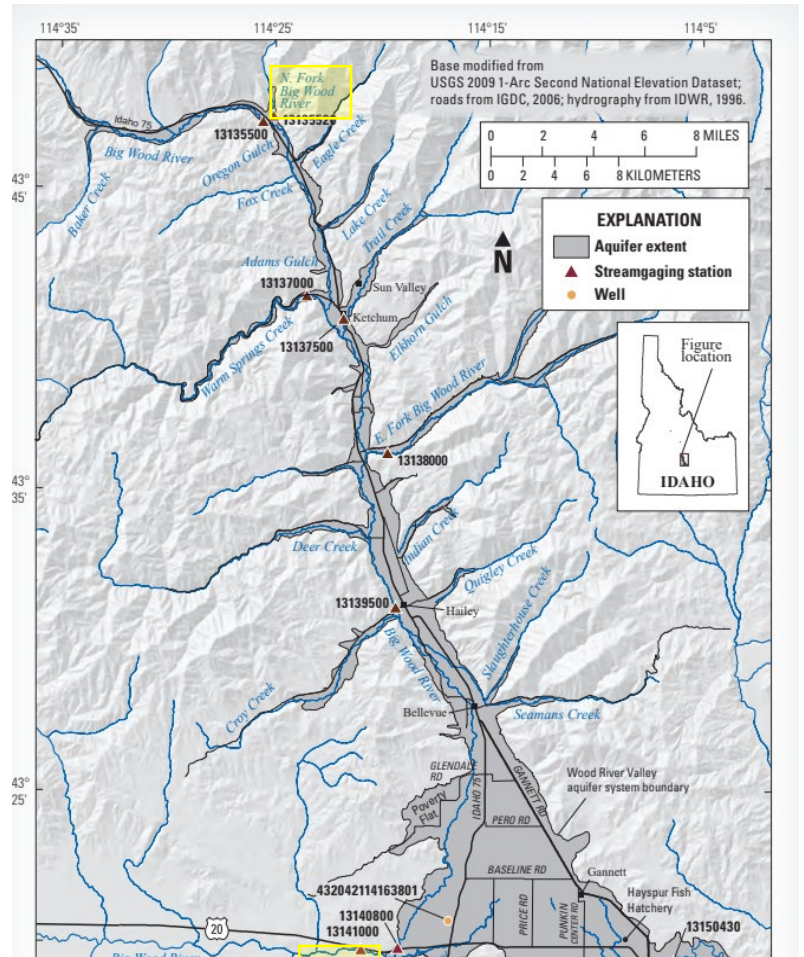 114°35'
114°25'
114°15'
114°5'
Base modified from
USGS 2009 1-Arc Second National Elevation Dataset;
roads from IGDC, 2006; hydrography from IDWR, 1996.
0 2 4 6 8 MILES
0 2 4 6 8 KILOMETERS
EXPLANATION
Aquifer extent
Streamgaging station
Well
N
Figure
location
IDAHO
N. Fork
Big Wood
River
Idaho 75
13135500
13135520
Big Wood River
Oregon Gulch
Eagle Creek
Baker Creek
Fox Creek
43°
45'
Lake Creek
Trail Creek
Adams Gulch
13137000
Sun Valley
Ketchum
13137500
Elkhorn Gulch
Warm Springs Creek
E. Fork Big Wood River
13138000
43°
35'
Deer Creek
Indian Creek
Quigley Creek
13139500
Hailey
Slaughterhouse Creek
Big Wood River
Croy Creek
Bellevue
Seamans Creek
43°
25'
GLENDALE
RD
IDAHO 75
GANNETT RD
Wood River Valley
aquifer system boundary
Poverty
Flat
PERO RD
BASELINE RD
Gannett
432042114163801
PRICE RD
PUNKIN
CENTER RD
Hayspur Fish
Hatchery
13140800
13141000
13150430
20
Big Wood River